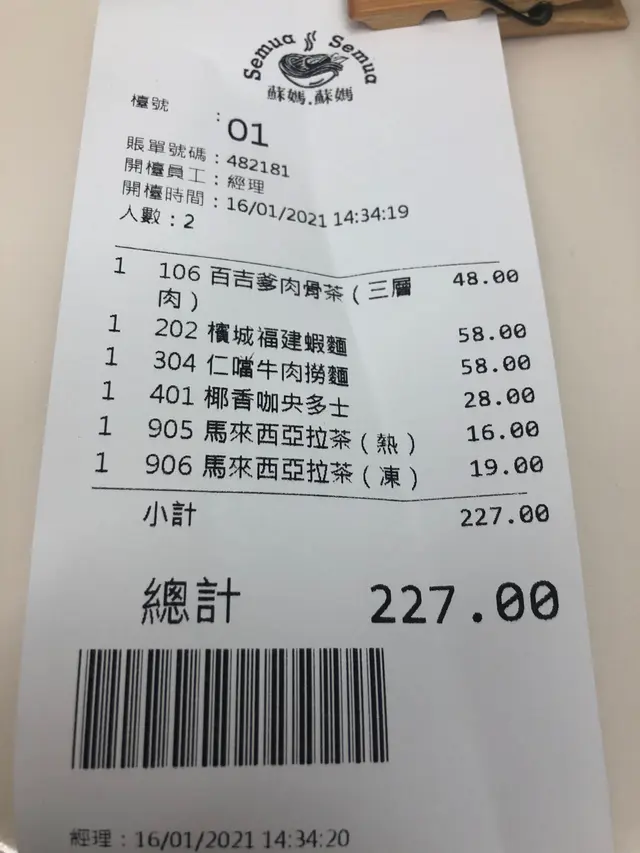 Semua Semua
蘇媽.蘇媽
檯號 : 01
賬單號碼 : 482181
開檯員工 : 經理
開檯時間 : 16/01/2021 14:34:19
人數 : 2
1 106 百吉爹肉骨茶 ( 三層 48.00
肉 )
1 202 檳城福建蝦麵 58.00
1 304 仁噹牛肉撈麵 58.00
1 401 椰香咖央多士 28.00
1 905 馬來西亞拉茶 ( 熱 ) 16.00
1 906 馬來西亞拉茶 ( 凍 ) 19.00
小計 227.00
總計 227.00
經理 : 16/01/2021 14:34:20